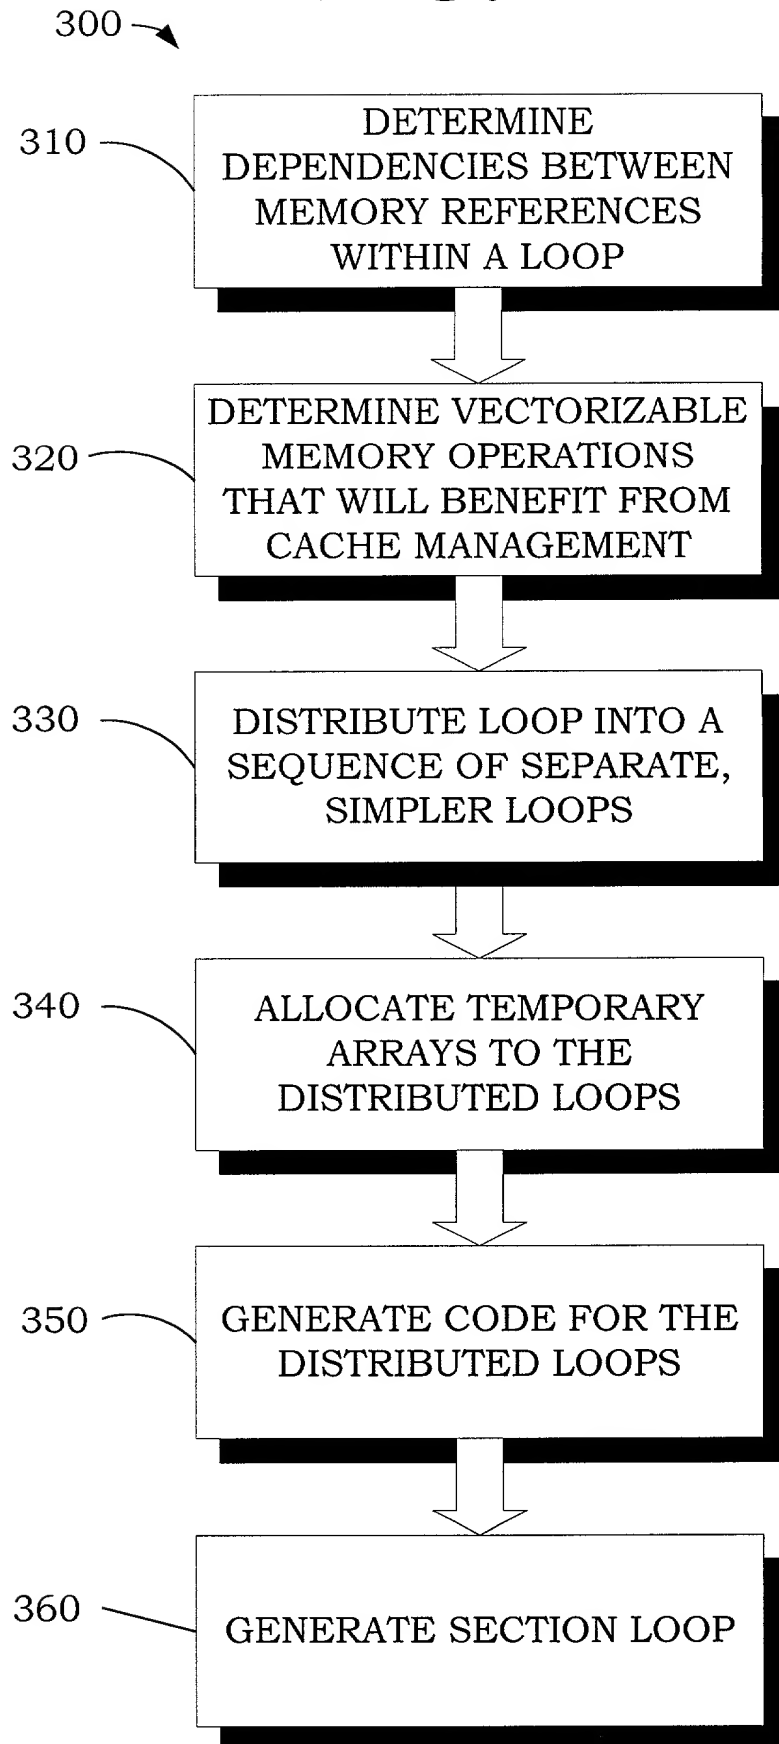 300
310
DETERMINE
DEPENDENCIES BETWEEN
MEMORY REFERENCES
WITHIN A LOOP
320
DETERMINE VECTORIZABLE
MEMORY OPERATIONS
THAT WILL BENEFIT FROM
CACHE MANAGEMENT
330
DISTRIBUTE LOOP INTO A
SEQUENCE OF SEPARATE,
SIMPLER LOOPS
340
ALLOCATE TEMPORARY
ARRAYS TO THE
DISTRIBUTED LOOPS
350
GENERATE CODE FOR THE
DISTRIBUTED LOOPS
360
GENERATE SECTION LOOP